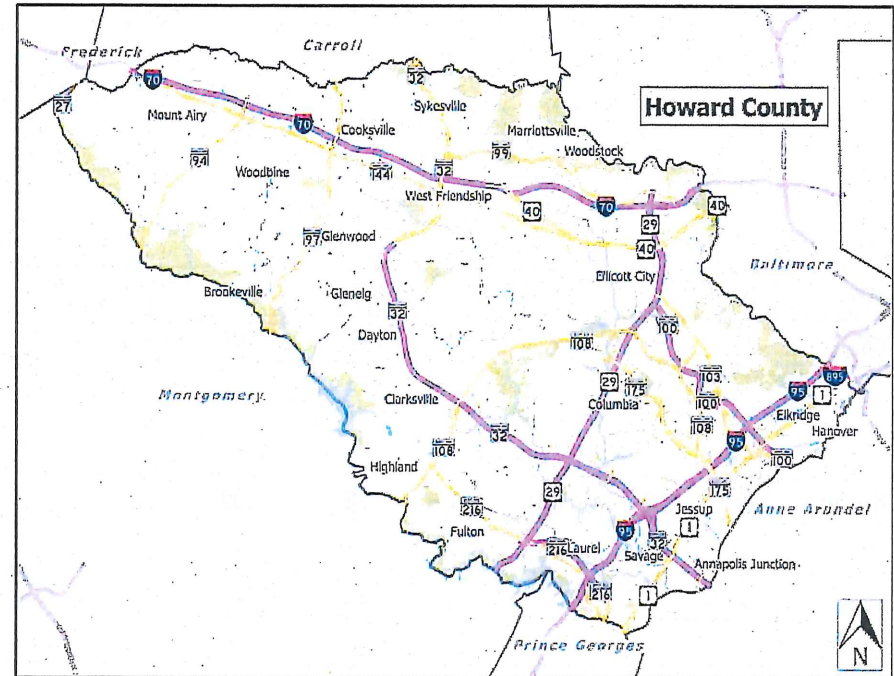 Frederick
Carroll
70
32
27
Mount Airy
Sykesville
Howard County
70
Cooksville
Marriottsville
94
144
32
99
Woodstock
Woodbine
West Friendship
40
70
40
29
97
Glenwood
40
Ellicott City
Baltimore
Brookeville
Glenelg
32
Dayton
100
108
103
895
29
175
95
1
Montgomery
Clarksville
Columbia
100
Elkridge
Hanover
108
32
108
95
Highland
100
29
175
216
Jessup
Anne Arundel
Fulton
95
1
216
Laurel
Savage
32
Annapolis Junction
216
1
Prince Georges
N